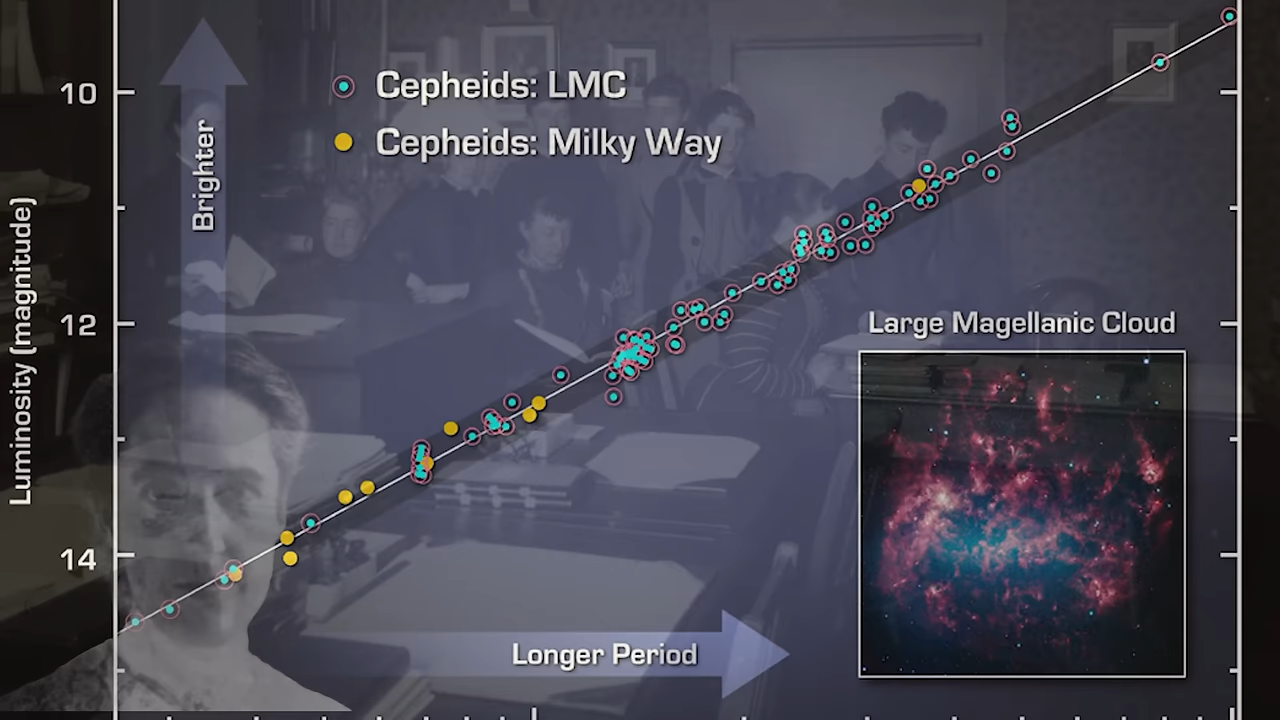 Cepheids: LMC
Cepheids: Milky Way
10
12
14
Luminosity (magnitude)
Brighter
Large Magellanic Cloud
Longer Period